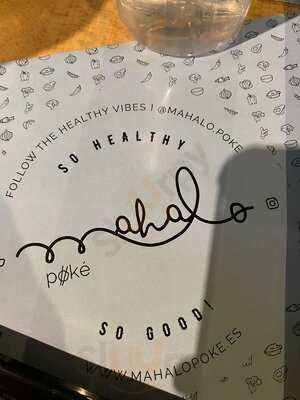 FOLLOW THE HEALTHY VIBES I @MAHALO.POKE
SO HEALTHY
mahalo
pøké
SO GOOD!
WWW.MAHALOPOKE.ES